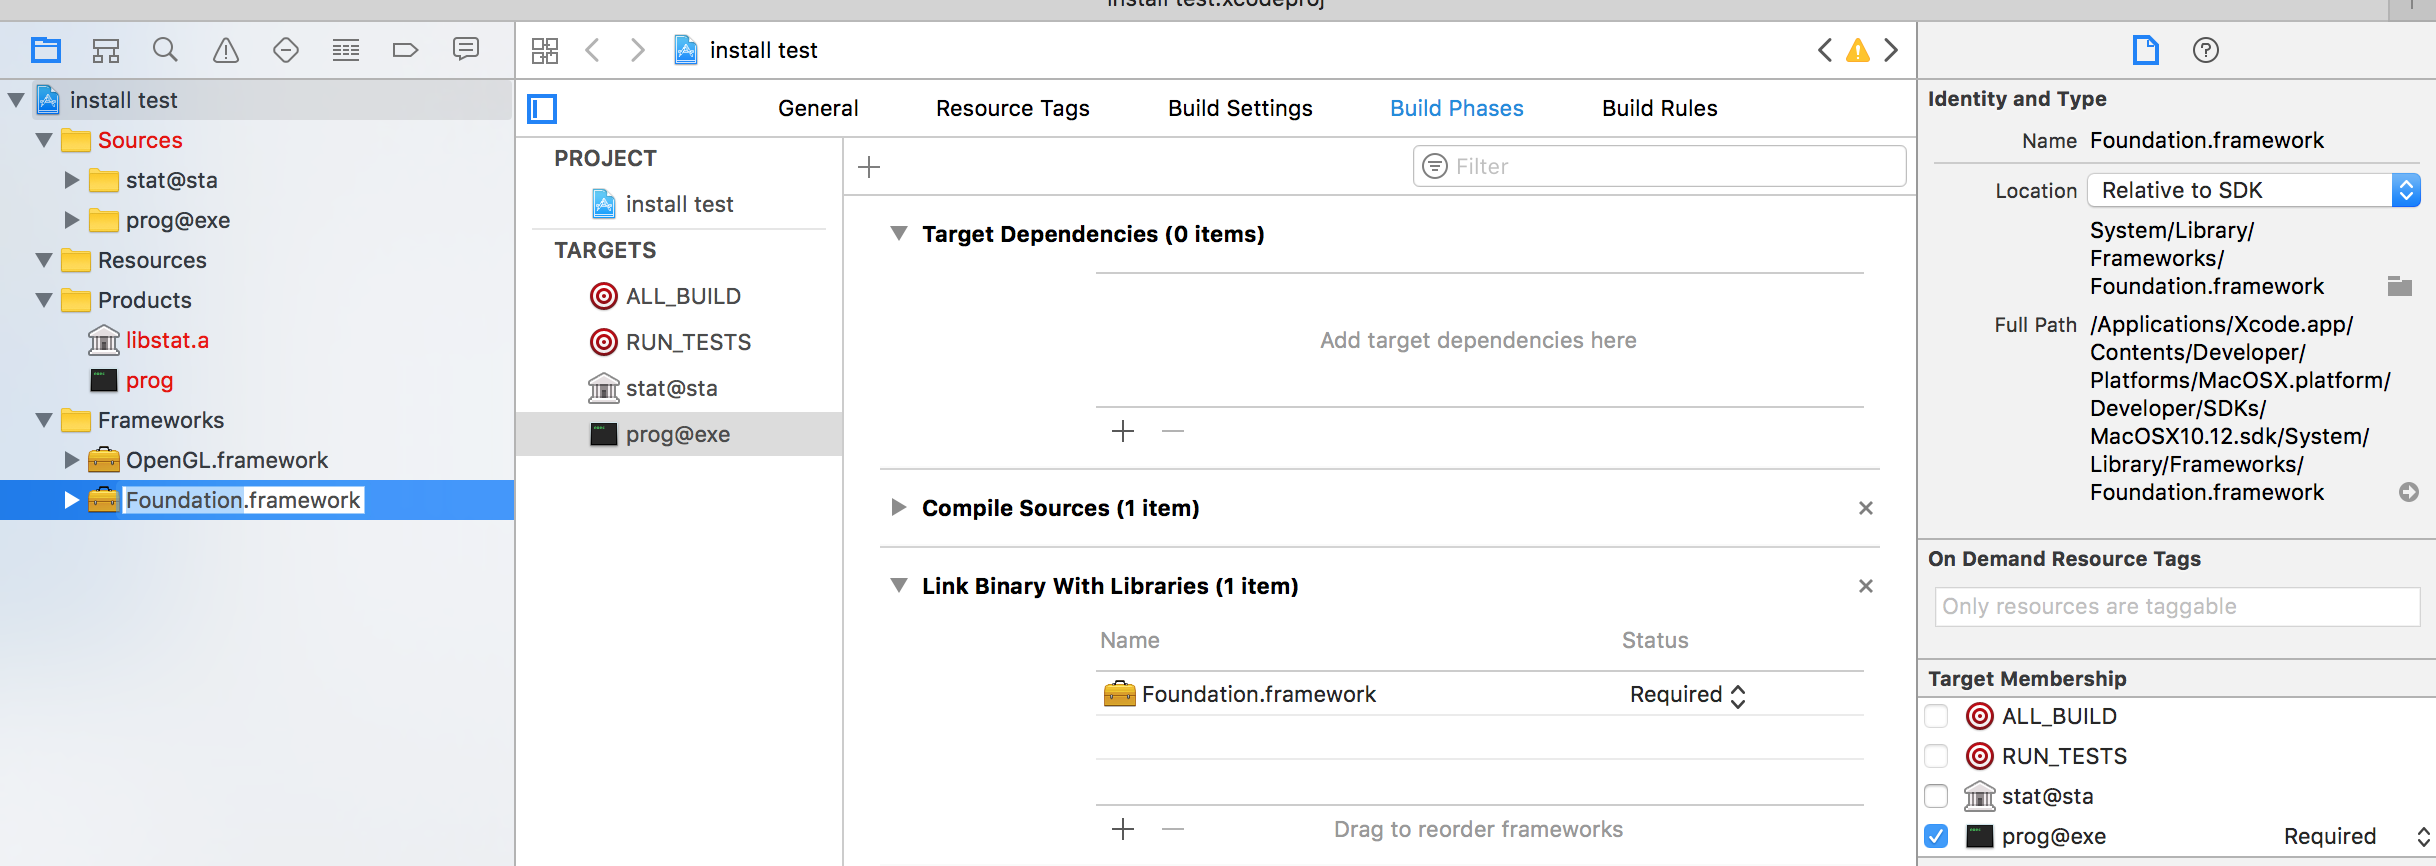 install test.xcodeproj
install test
install test
Sources
stat@sta
prog@exe
Resources
Products
libstat.a
prog
Frameworks
OpenGL.framework
Foundation.framework
General
Resource Tags
Build Settings
Build Phases
Build Rules
PROJECT
install test
TARGETS
ALL_BUILD
RUN_TESTS
stat@sta
prog@exe
Filter
Target Dependencies (0 items)
Add target dependencies here
Compile Sources (1 item)
Link Binary With Libraries (1 item)
Name Status
Foundation.framework Required
Drag to reorder frameworks
Identity and Type
Name Foundation.framework
Location Relative to SDK
System/Library/
Frameworks/
Foundation.framework
Full Path /Applications/Xcode.app/
Contents/Developer/
Platforms/MacOSX.platform/
Developer/SDKs/
MacOSX10.12.sdk/System/
Library/Frameworks/
Foundation.framework
On Demand Resource Tags
Only resources are taggable
Target Membership
ALL_BUILD
RUN_TESTS
stat@sta
prog@exe Required